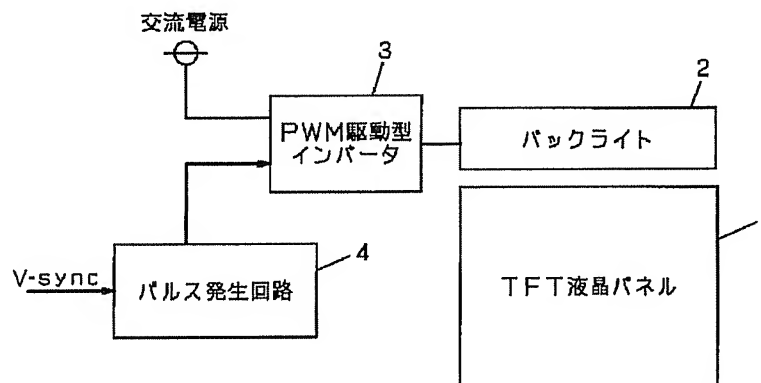 交流電源
3
2
PWM駆動型
インバータ
バックライト
4
V-sync
パルス発生回路
TFT液晶パネル